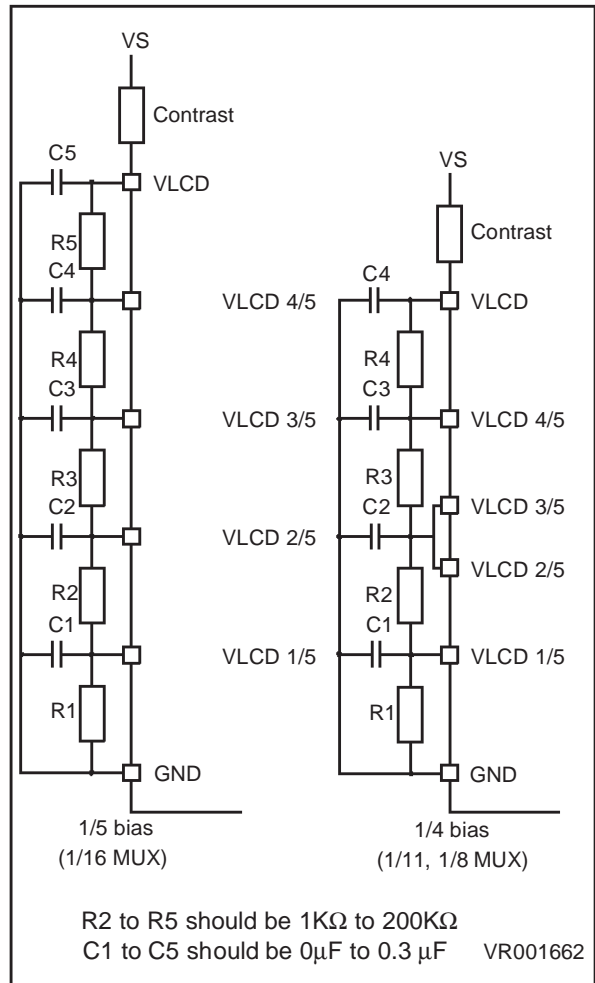 VS
Contrast
C5
VLCD
R5
C4
VLCD 4/5
R4
C3
VLCD 3/5
R3
C2
VLCD 2/5
R2
C1
VLCD 1/5
R1
GND
1/5 bias
(1/16 MUX)
VS
Contrast
C4
VLCD
R4
C3
VLCD 4/5
R3
VLCD 3/5
C2
VLCD 2/5
R2
C1
VLCD 1/5
R1
GND
1/4 bias
(1/11, 1/8 MUX)
R2 to R5 should be 1KΩ to 200KΩ
C1 to C5 should be 0μF to 0.3 μF VR001662